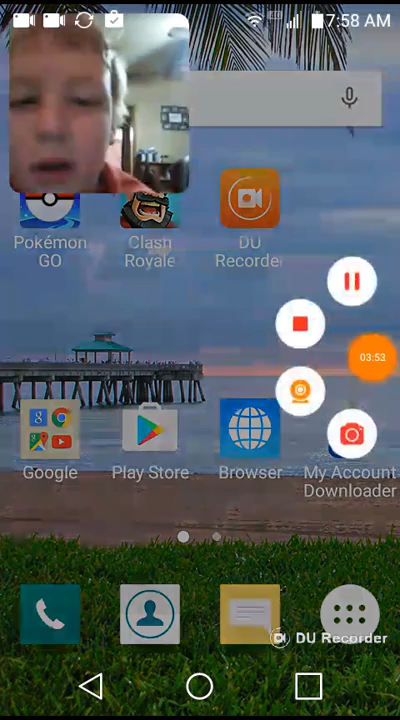 7:58 AM
Pokémon GO
Clash Royale
DU Recorder
03:53
Google
Play Store
Browser
My Account Downloader
DU Recorder